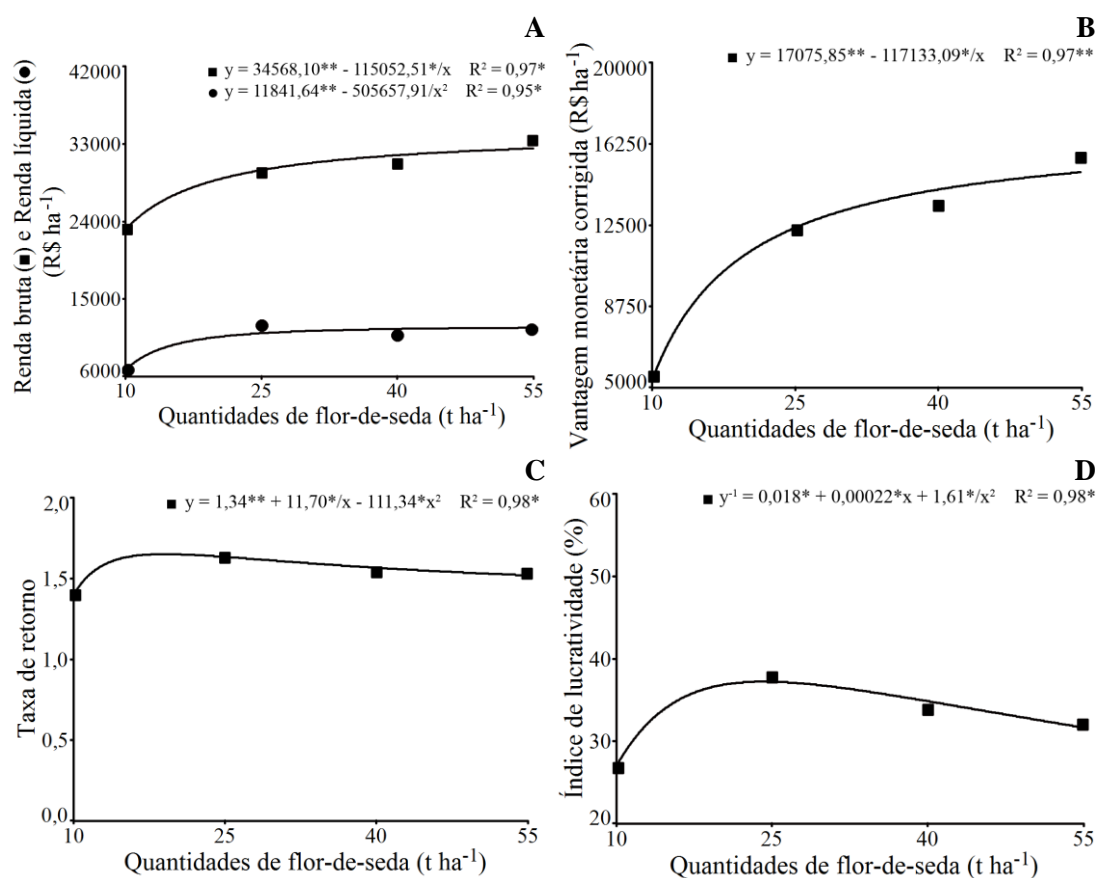 A
■ y = 34568,10** - 115052,51*/x R² = 0,97*
● y = 11841,64** - 505657,91/x² R² = 0,95*
Renda bruta (■) e Renda líquida (●)
(R$ ha⁻¹)
42000
33000
24000
15000
6000
10 25 40 55
Quantidades de flor-de-seda (t ha⁻¹)
B
■ y = 17075,85** - 117133,09*/x R² = 0,97**
Vantagem monetária corrigida (R$ ha⁻¹)
20000
16250
12500
8750
5000
10 25 40 55
Quantidades de flor-de-seda (t ha⁻¹)
C
■ y = 1,34** + 11,70*/x - 111,34*x² R² = 0,98*
Taxa de retorno
2,0
1,5
1,0
0,5
0,0
10 25 40 55
Quantidades de flor-de-seda (t ha⁻¹)
D
■ y⁻¹ = 0,018* + 0,00022*x + 1,61*/x² R² = 0,98*
Índice de lucratividade (%)
60
50
40
30
20
10 25 40 55
Quantidades de flor-de-seda (t ha⁻¹)